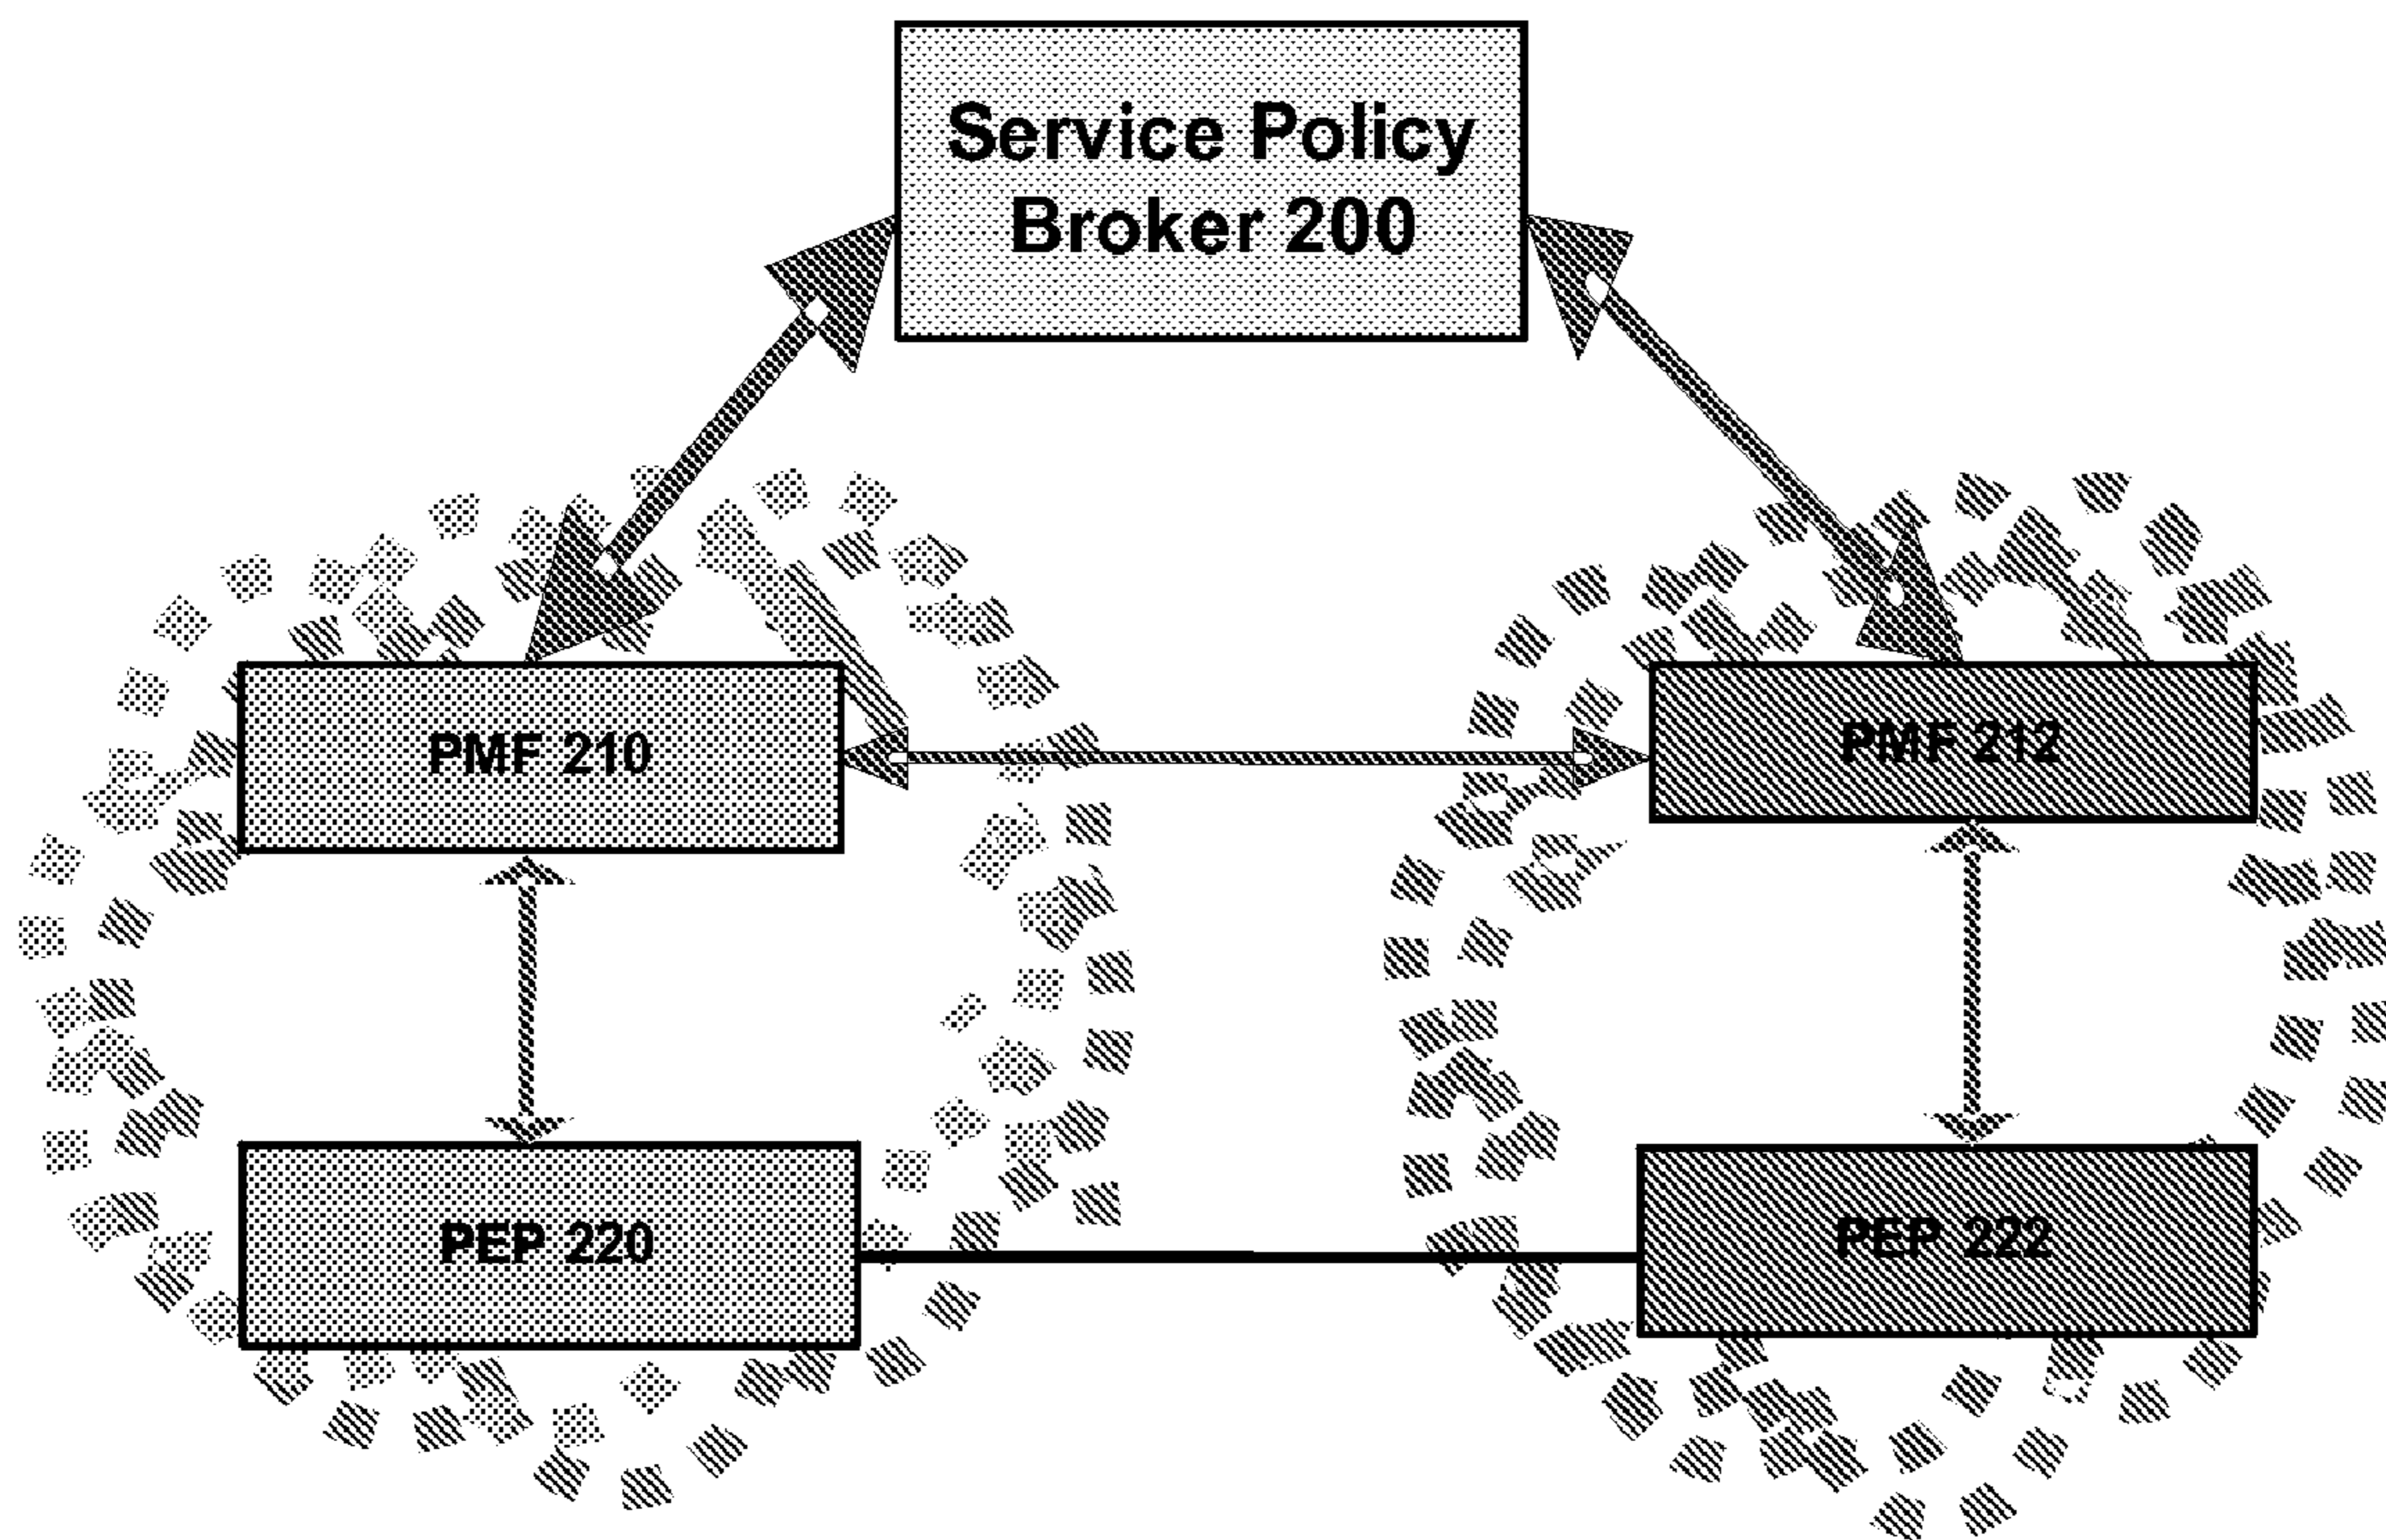 Service Policy
Broker 200
PMF 210
PMF 212
PEP 220
PEP 222